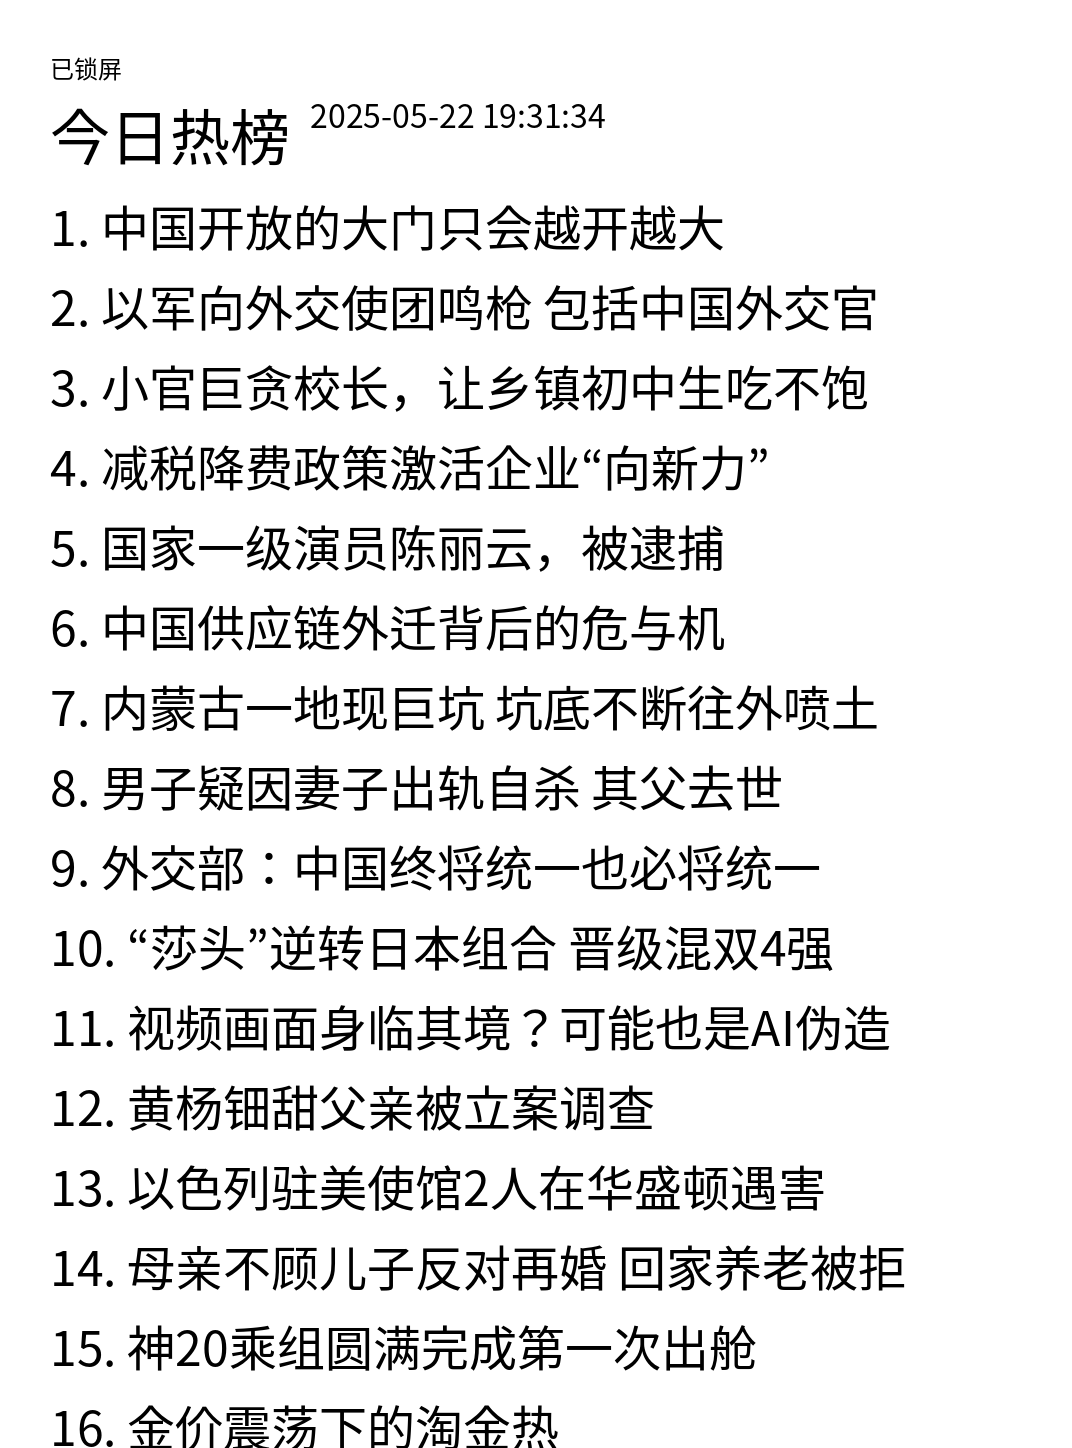 已锁屏
今日热榜 2025-05-22 19:31:34
1. 中国开放的大门只会越开越大
2. 以军向外交使团鸣枪 包括中国外交官
3. 小官巨贪校长，让乡镇初中生吃不饱
4. 减税降费政策激活企业“向新力”
5. 国家一级演员陈丽云，被逮捕
6. 中国供应链外迁背后的危与机
7. 内蒙古一地现巨坑 坑底不断往外喷土
8. 男子疑因妻子出轨自杀 其父去世
9. 外交部：中国终将统一也必将统一
10. “莎头”逆转日本组合 晋级混双4强
11. 视频画面身临其境？可能也是AI伪造
12. 黄杨钿甜父亲被立案调查
13. 以色列驻美使馆2人在华盛顿遇害
14. 母亲不顾儿子反对再婚 回家养老被拒
15. 神20乘组圆满完成第一次出舱
16. 金价震荡下的淘金热